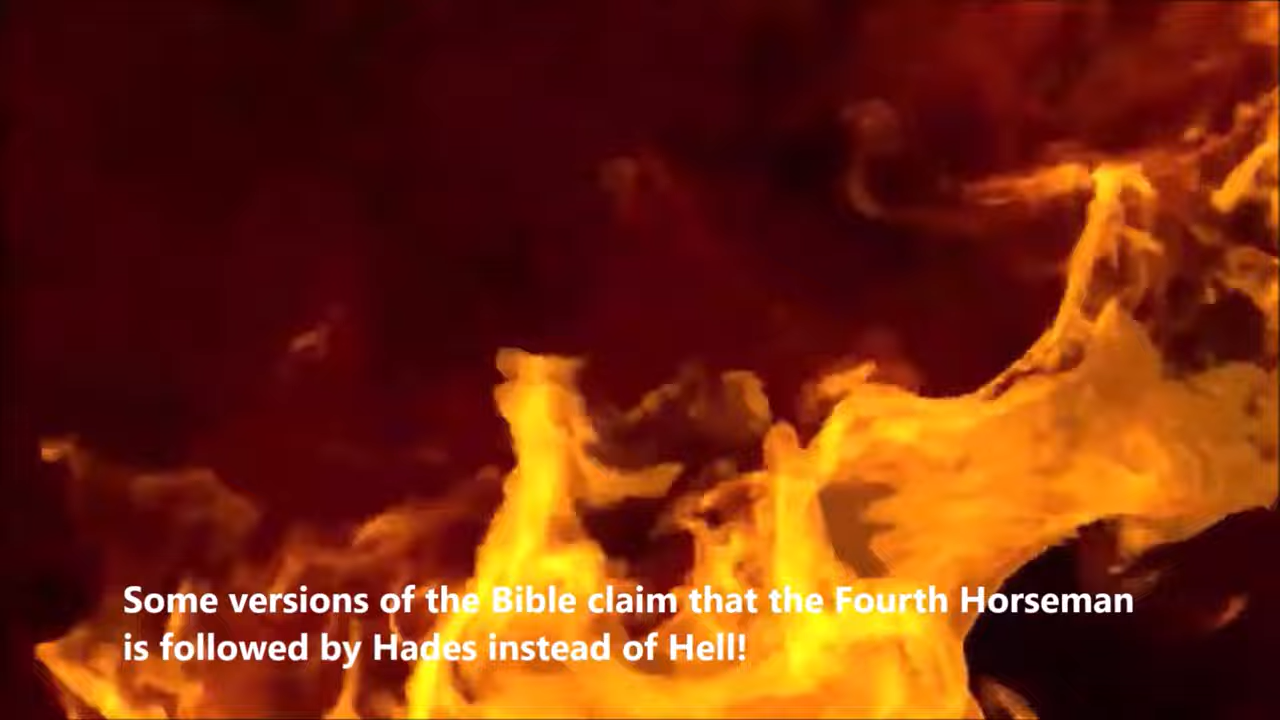 Some versions of the Bible claim that the Fourth Horseman
is followed by Hades instead of Hell!